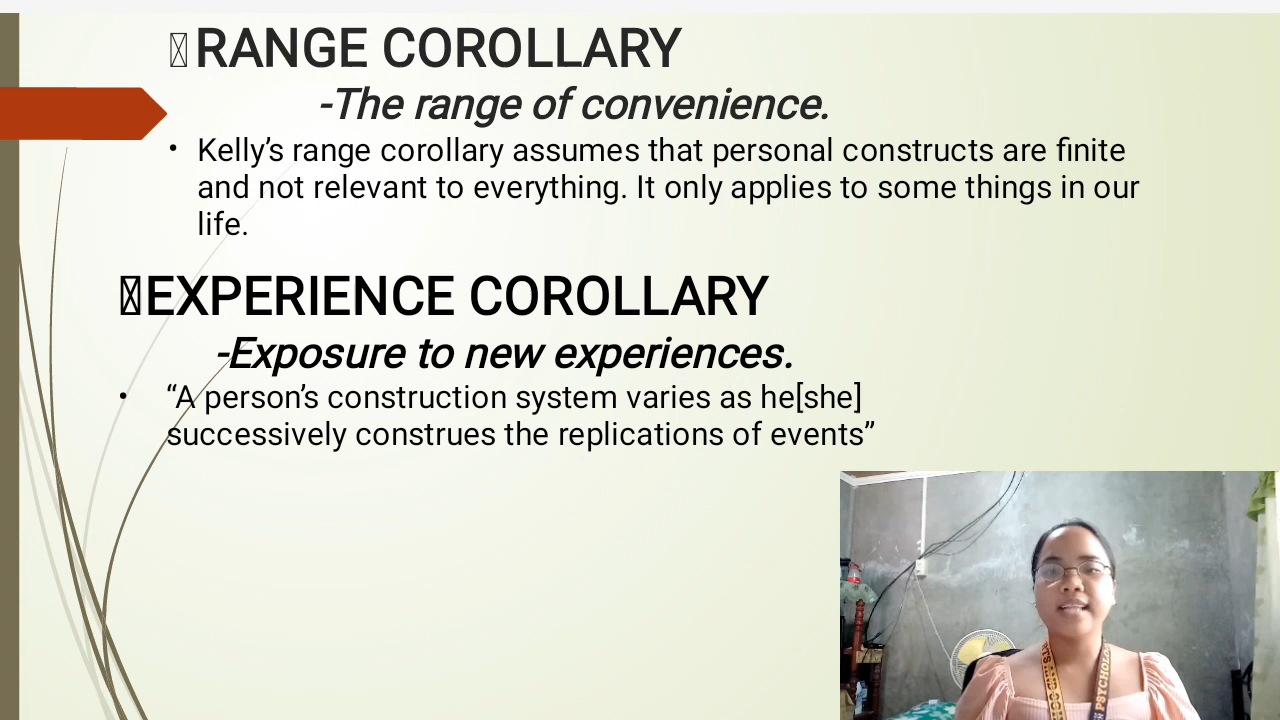 RANGE COROLLARY
-The range of convenience.
• Kelly’s range corollary assumes that personal constructs are finite
and not relevant to everything. It only applies to some things in our
life.
EXPERIENCE COROLLARY
-Exposure to new experiences.
• “A person’s construction system varies as he[she]
successively construes the replications of events”